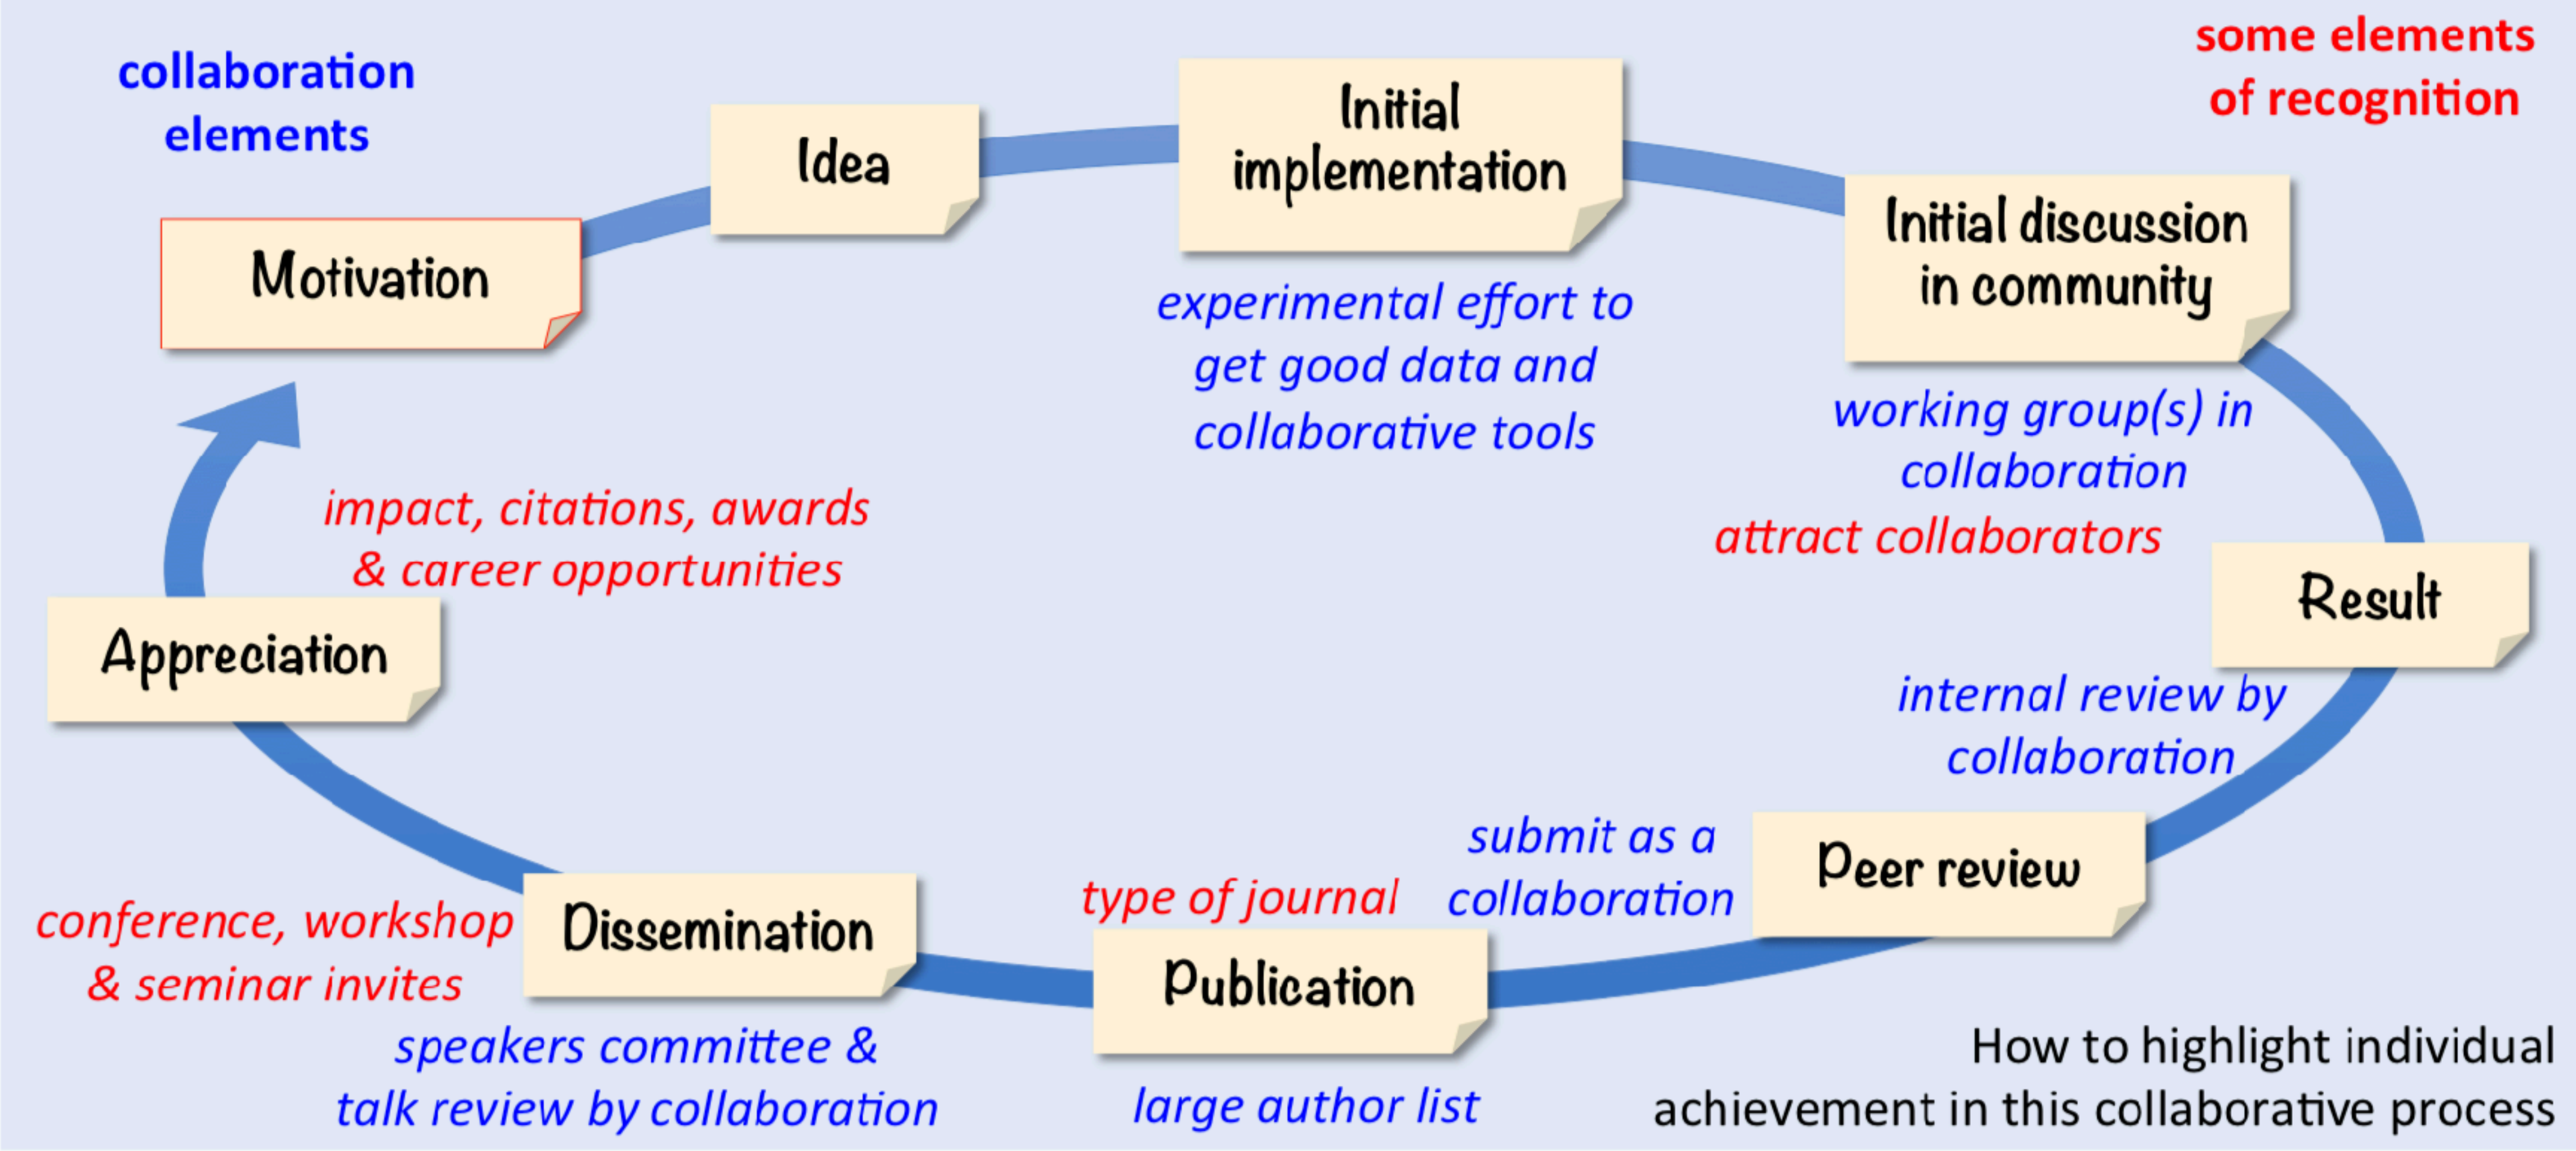 collaboration
elements
some elements
of recognition
Motivation
Idea
Initial
implementation
experimental effort to
get good data and
collaborative tools
Initial discussion
in community
working group(s) in
collaboration
attract collaborators
Result
internal review by
collaboration
Peer review
submit as a
collaboration
type of journal
Publication
large author list
Dissemination
conference, workshop
& seminar invites
speakers committee &
talk review by collaboration
Appreciation
impact, citations, awards
& career opportunities
How to highlight individual
achievement in this collaborative process